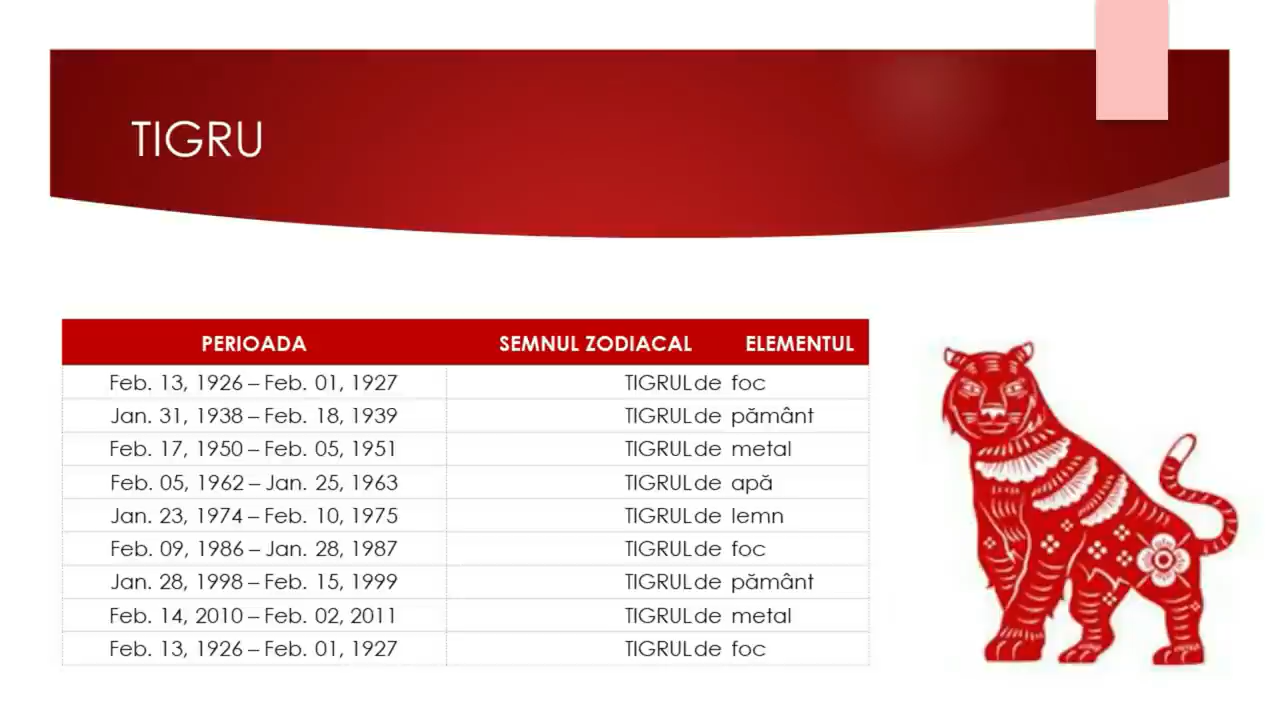 TIGRU
PERIOADA SEMNUL ZODIACAL ELEMENTUL
Feb. 13, 1926 – Feb. 01, 1927 TIGRUL de foc
Jan. 31, 1938 – Feb. 18, 1939 TIGRUL de pământ
Feb. 17, 1950 – Feb. 05, 1951 TIGRUL de metal
Feb. 05, 1962 – Jan. 25, 1963 TIGRUL de apă
Jan. 23, 1974 – Feb. 10, 1975 TIGRUL de lemn
Feb. 09, 1986 – Jan. 28, 1987 TIGRUL de foc
Jan. 28, 1998 – Feb. 15, 1999 TIGRUL de pământ
Feb. 14, 2010 – Feb. 02, 2011 TIGRUL de metal
Feb. 13, 1926 – Feb. 01, 1927 TIGRUL de foc